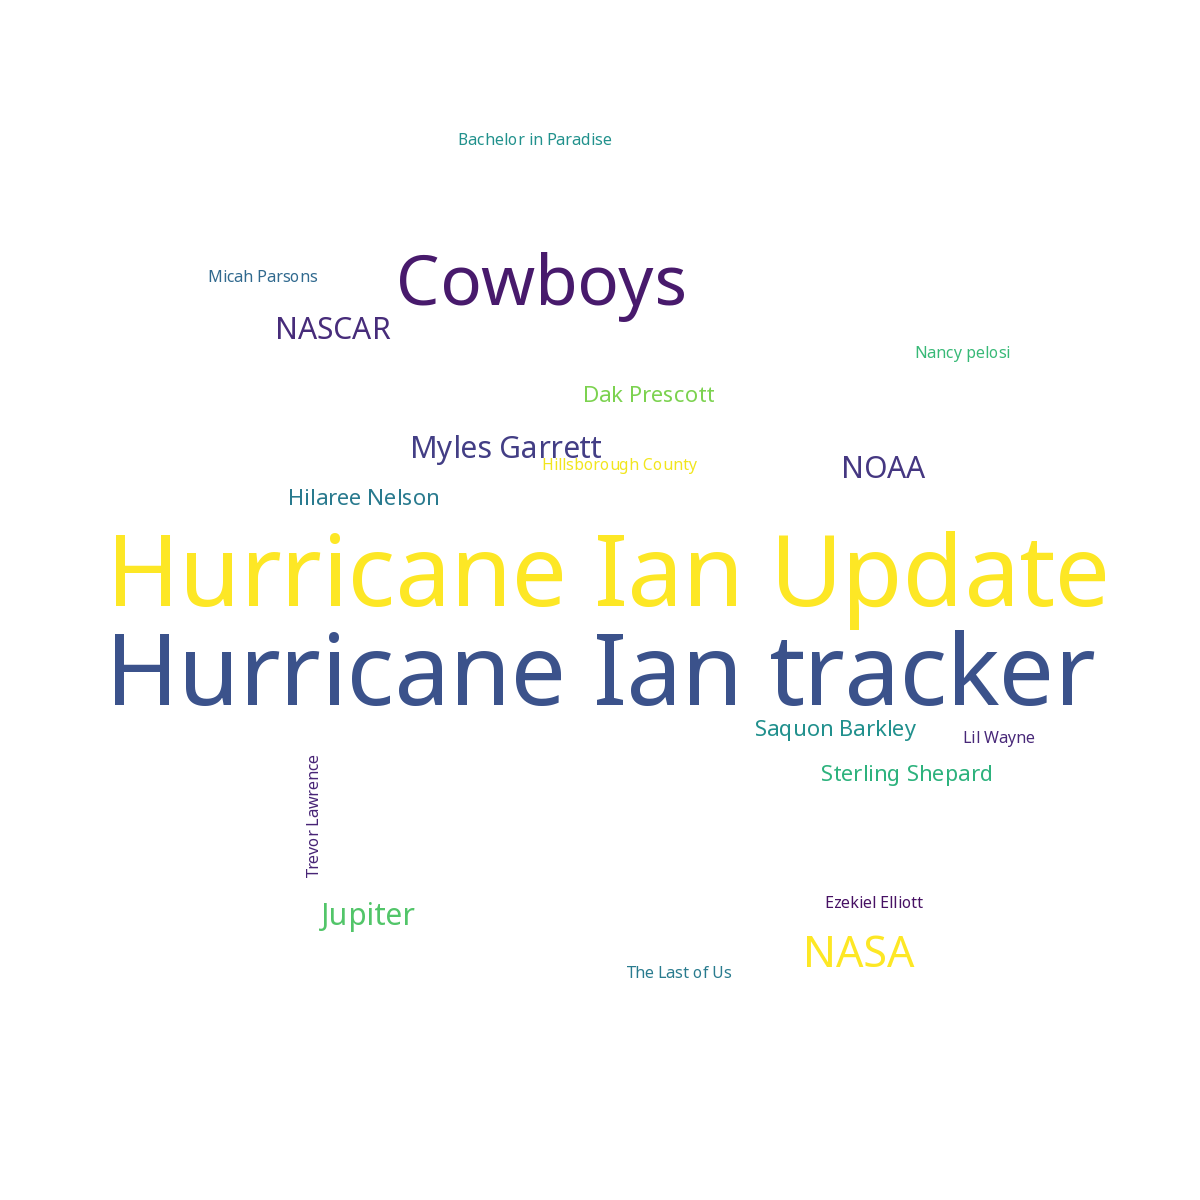 Bachelor in Paradise
Cowboys
Micah Parsons
NASCAR
Nancy pelosi
Dak Prescott
Myles Garrett
Hillsborough County
NOAA
Hilaree Nelson
Hurricane Ian Update
Hurricane Ian tracker
Saquon Barkley
Lil Wayne
Sterling Shepard
Trevor Lawrence
Ezekiel Elliott
Jupiter
NASA
The Last of Us